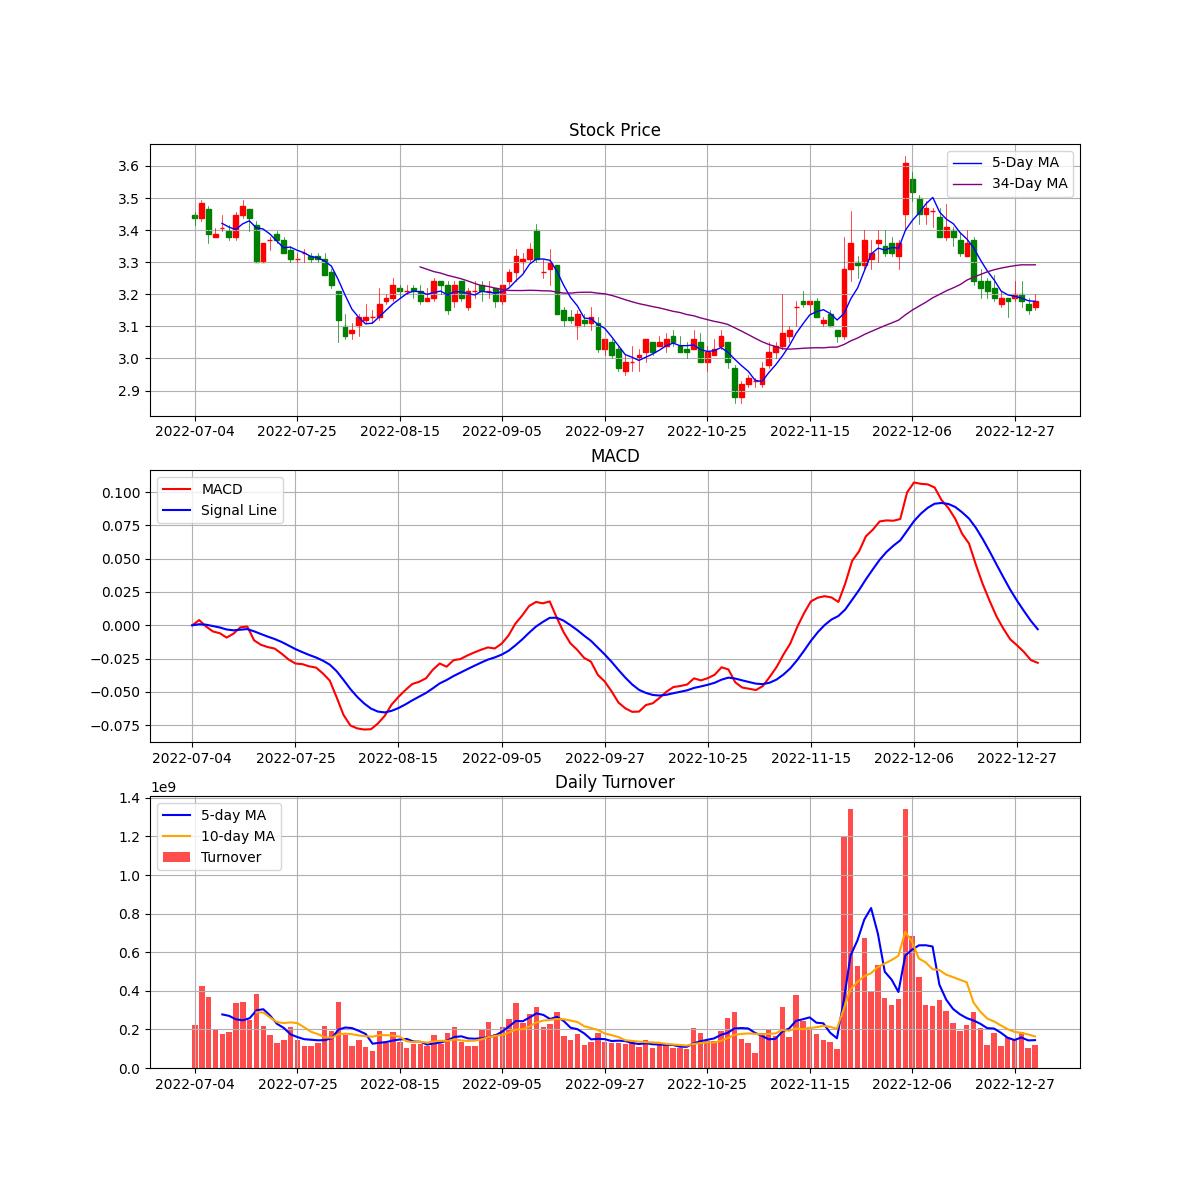 Stock Price
5-Day MA
34-Day MA
3.6
3.5
3.4
3.3
3.2
3.1
3.0
2.9
2022-07-04 2022-07-25 2022-08-15 2022-09-05 2022-09-27 2022-10-25 2022-11-15 2022-12-06 2022-12-27
MACD
MACD
Signal Line
0.100
0.075
0.050
0.025
0.000
−0.025
−0.050
−0.075
2022-07-04 2022-07-25 2022-08-15 2022-09-05 2022-09-27 2022-10-25 2022-11-15 2022-12-06 2022-12-27
Daily Turnover
1e9
5-day MA
10-day MA
Turnover
1.4
1.2
1.0
0.8
0.6
0.4
0.2
0.0
2022-07-04 2022-07-25 2022-08-15 2022-09-05 2022-09-27 2022-10-25 2022-11-15 2022-12-06 2022-12-27